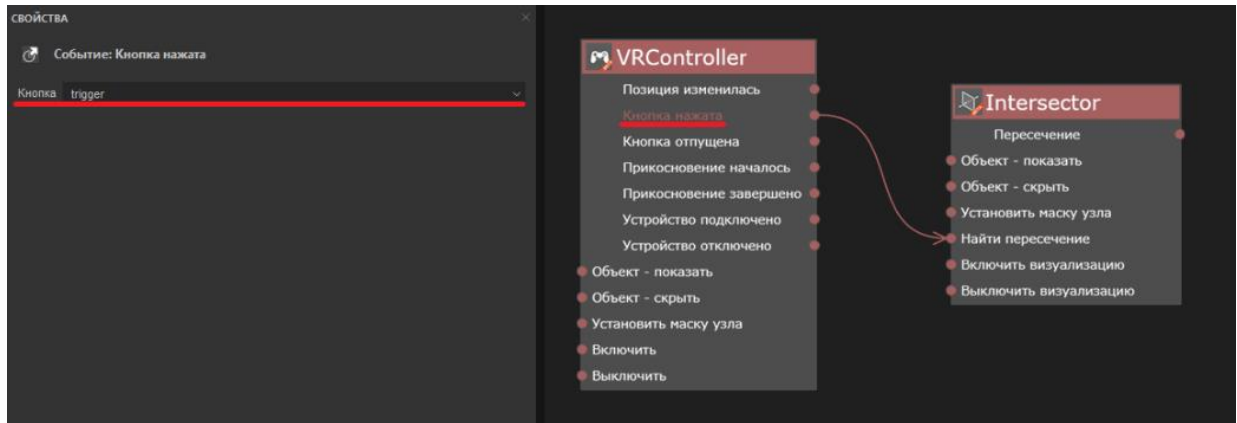 СВОЙСТВА
Событие: Кнопка нажата
Кнопка trigger
VRController
Позиция изменилась
Кнопка нажата
Кнопка отпущена
Прикосновение началось
Прикосновение завершено
Устройство подключено
Устройство отключено
Объект - показать
Объект - скрыть
Установить маску узла
Включить
Выключить
Intersector
Пересечение
Объект - показать
Объект - скрыть
Установить маску узла
Найти пересечение
Включить визуализацию
Выключить визуализацию